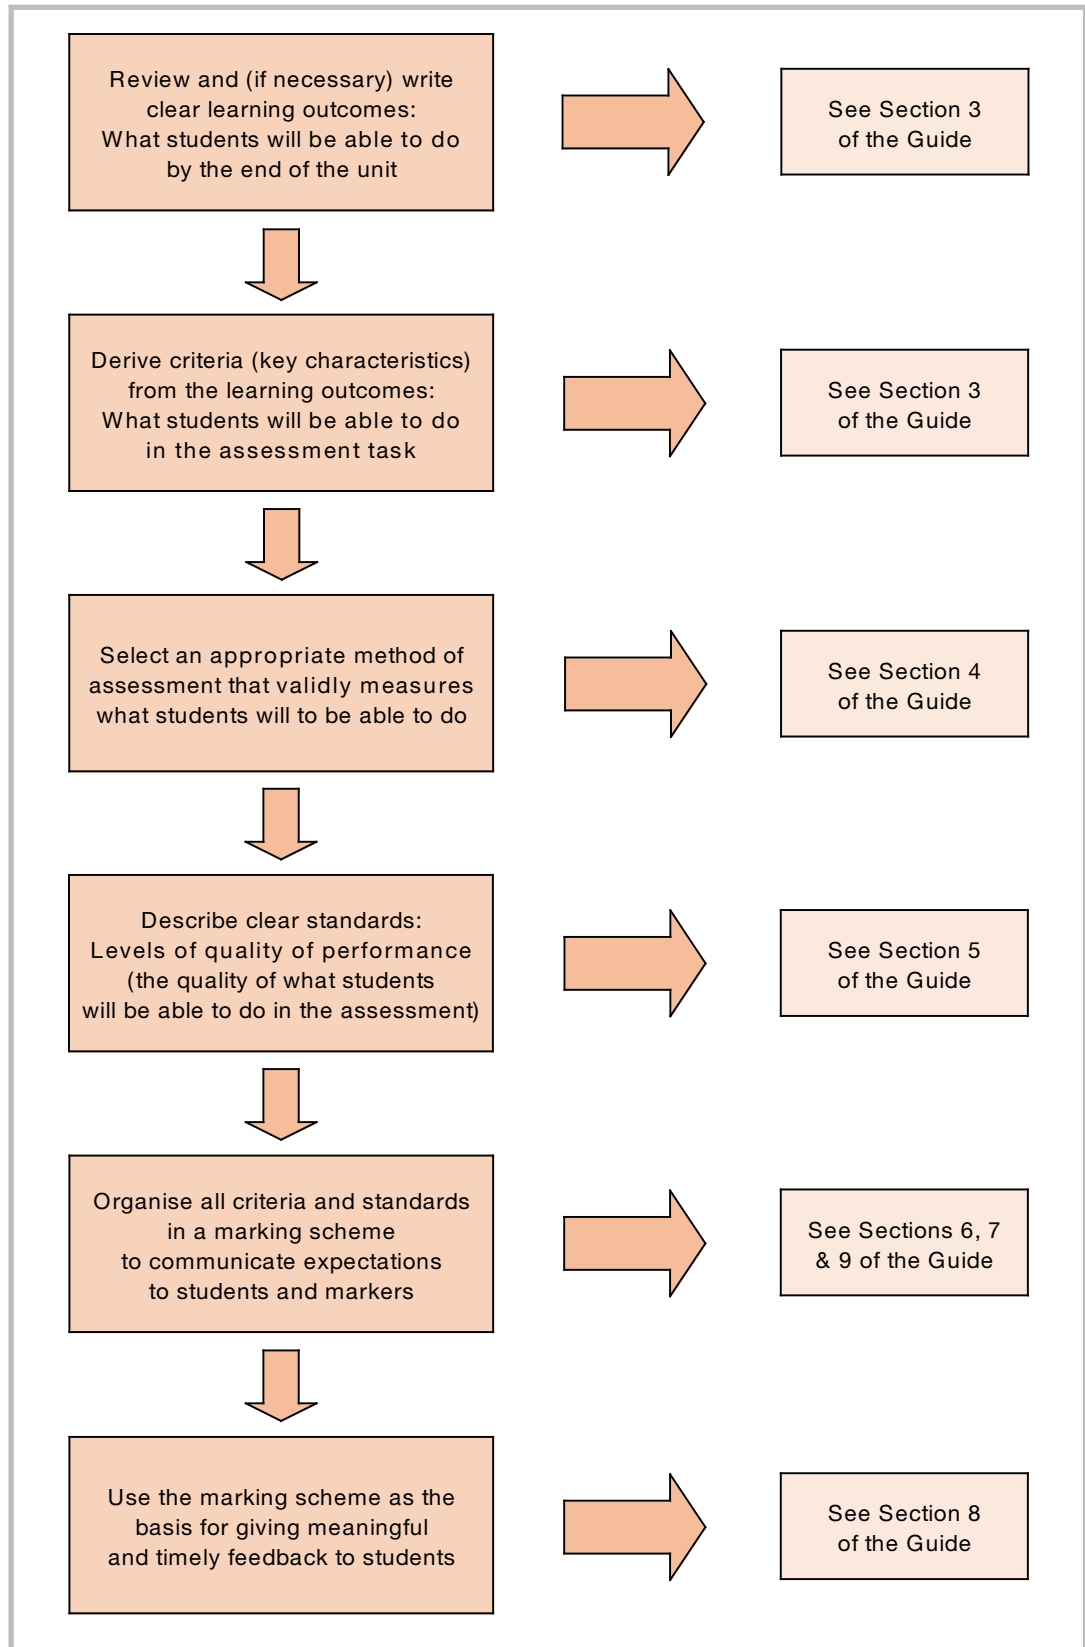 Review and (if necessary) write
clear learning outcomes:
What students will be able to do
by the end of the unit
See Section 3
of the Guide
Derive criteria (key characteristics)
from the learning outcomes:
What students will be able to do
in the assessment task
See Section 3
of the Guide
Select an appropriate method of
assessment that validly measures
what students will to be able to do
See Section 4
of the Guide
Describe clear standards:
Levels of quality of performance
(the quality of what students
will be able to do in the assessment)
See Section 5
of the Guide
Organise all criteria and standards
in a marking scheme
to communicate expectations
to students and markers
See Sections 6, 7
& 9 of the Guide
Use the marking scheme as the
basis for giving meaningful
and timely feedback to students
See Section 8
of the Guide